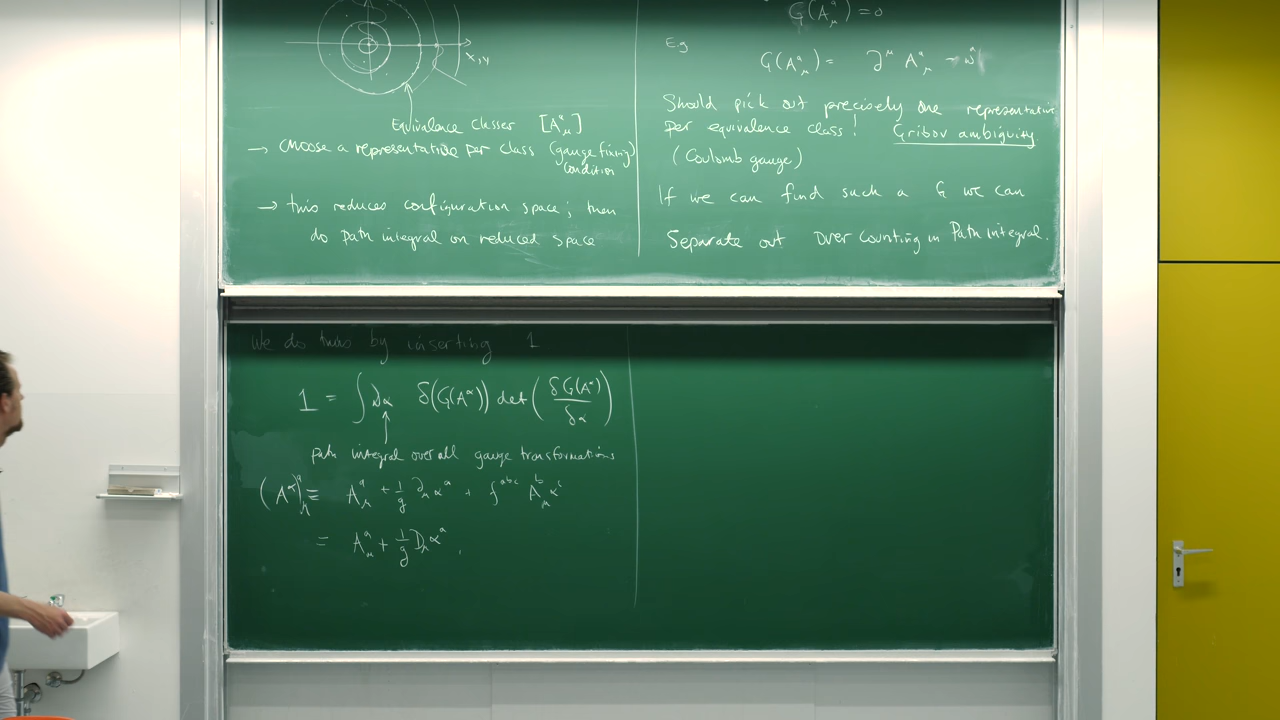 x,y
Equivalence Classes [A^a_μ]
→ Choose a representative per class (gauge fixing condition)
→ this reduces configuration space; then
do path integral on reduced space
G(A^a_μ) = 0
Eg
G(A^a_μ) = ∂^μ A^a_μ - ω^a
Should pick out precisely one representative
per equivalence class! Gribov ambiguity
(Coulomb gauge)
If we can find such a G we can
Separate out over counting in Path integral.
We do this by inserting 1
1 = ∫ Dα δ(G(A^α)) det(δG(A^α)/δα)
path integral over all gauge transformations
(A^α)^a_μ ≡ A^a_μ + 1/g ∂_μ α^a + f^{abc} A^b_μ α^c
= A^a_μ + 1/g D_μ α^a.